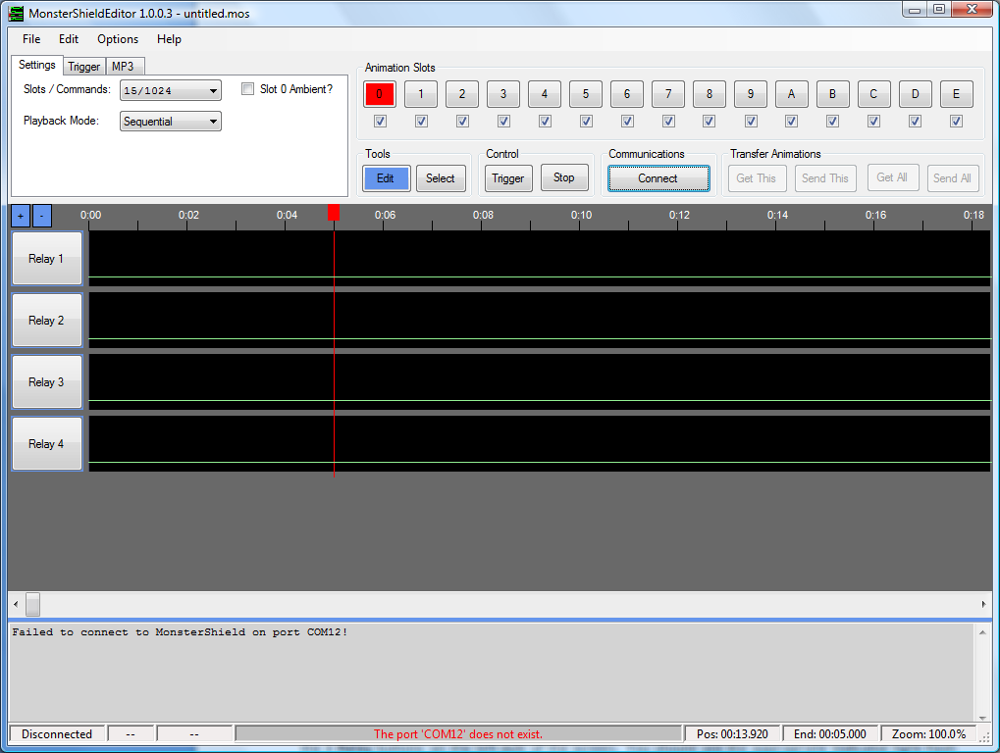 MonsterShieldEditor 1.0.0.3 - untitled.mos
File Edit Options Help
Settings Trigger MP3
Slots / Commands: 15/1024 Slot 0 Ambient?
Playback Mode: Sequential
Animation Slots
0 1 2 3 4 5 6 7 8 9 A B C D E
Tools Control Communications Transfer Animations
Edit Select Trigger Stop Connect Get This Send This Get All Send All
+ - 0:00 0:02 0:04 0:06 0:08 0:10 0:12 0:14 0:16 0:18
Relay 1
Relay 2
Relay 3
Relay 4
Failed to connect to MonsterShield on port COM12!
Disconnected -- -- The port 'COM12' does not exist. Pos: 00:13.920 End: 00:05.000 Zoom: 100.0%